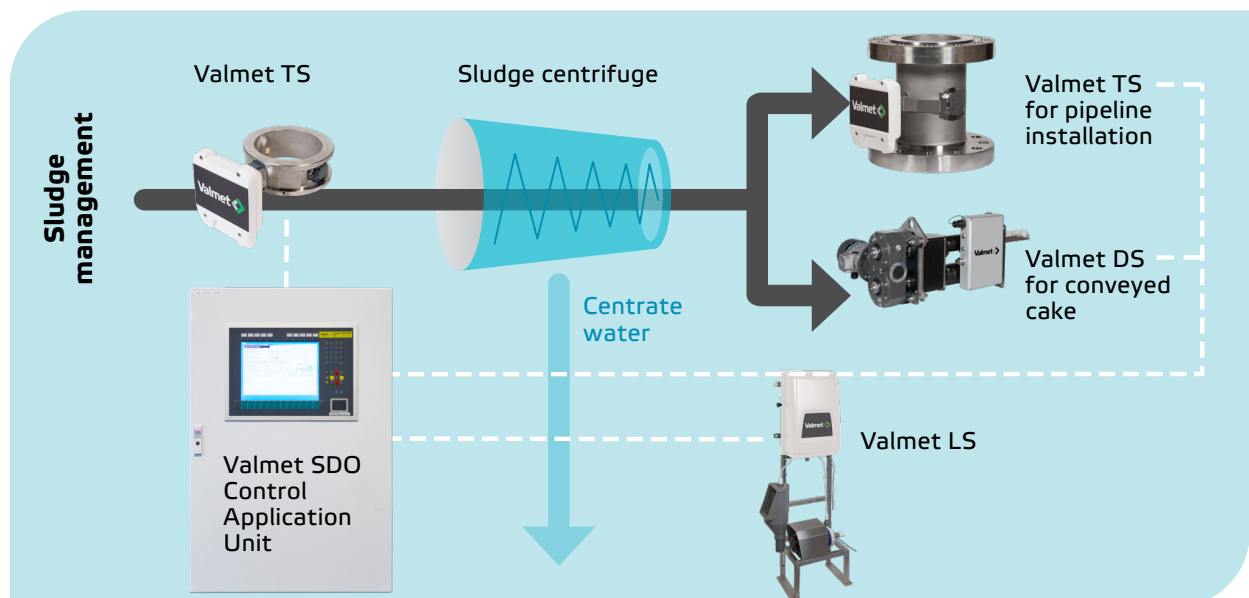 Sludge
management
Valmet TS
Valmet
Sludge centrifuge
Valmet
Valmet TS
for pipeline
installation
Valmet
Valmet DS
for conveyed
cake
Centrate
water
Valmet SDO
Control
Application
Unit
Valmet
Valmet LS